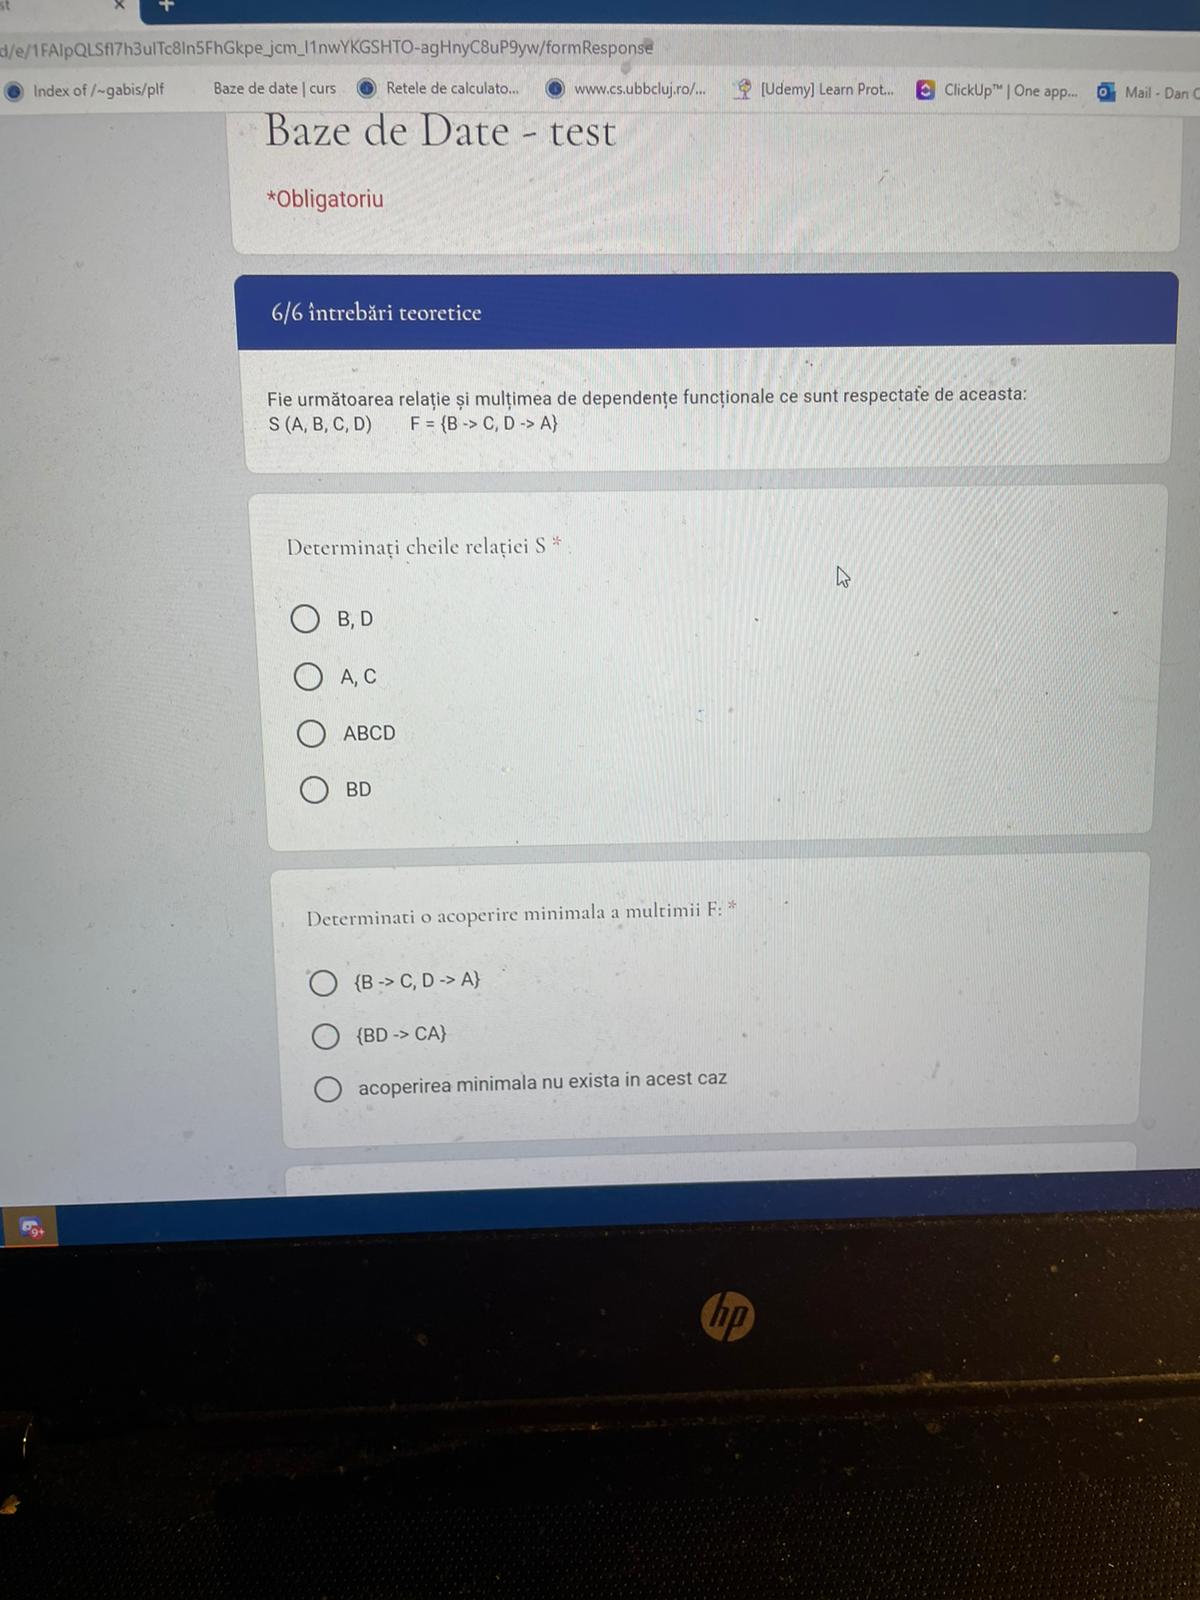 st × +
d/e/1FAIpQLSfl7h3ulTc8In5FhGkpe_jcm_I1nwYKGSHTO-agHnyC8uP9yw/formResponse
Index of /~gabis/plf Baze de date | curs Retele de calculato... www.cs.ubbcluj.ro/... [Udemy] Learn Prot... ClickUp™ | One app... Mail - Dan
Baze de Date - test
*Obligatoriu
6/6 întrebări teoretice
Fie următoarea relație și mulțimea de dependențe funcționale ce sunt respectate de aceasta:
S (A, B, C, D) F = {B -> C, D -> A}
Determinați cheile relației S *
B, D
A, C
ABCD
BD
Determinati o acoperire minimala a multimii F: *
{B -> C, D -> A}
{BD -> CA}
acoperirea minimala nu exista in acest caz
9+
hp